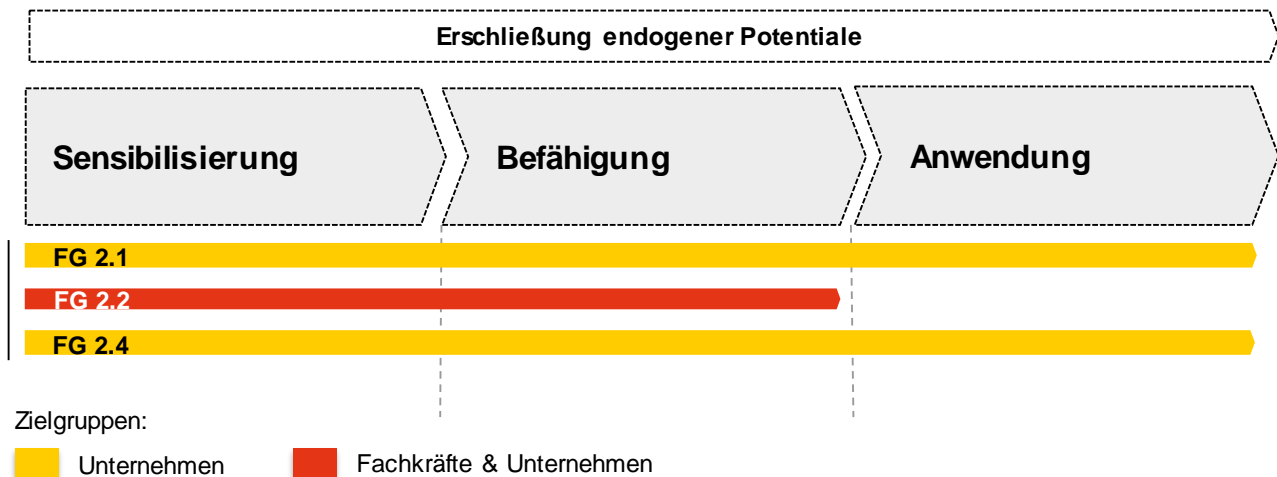 Erschließung endogener Potentiale
Sensibilisierung
Befähigung
Anwendung
FG 2.1
FG 2.2
FG 2.4
Zielgruppen:
Unternehmen
Fachkräfte & Unternehmen